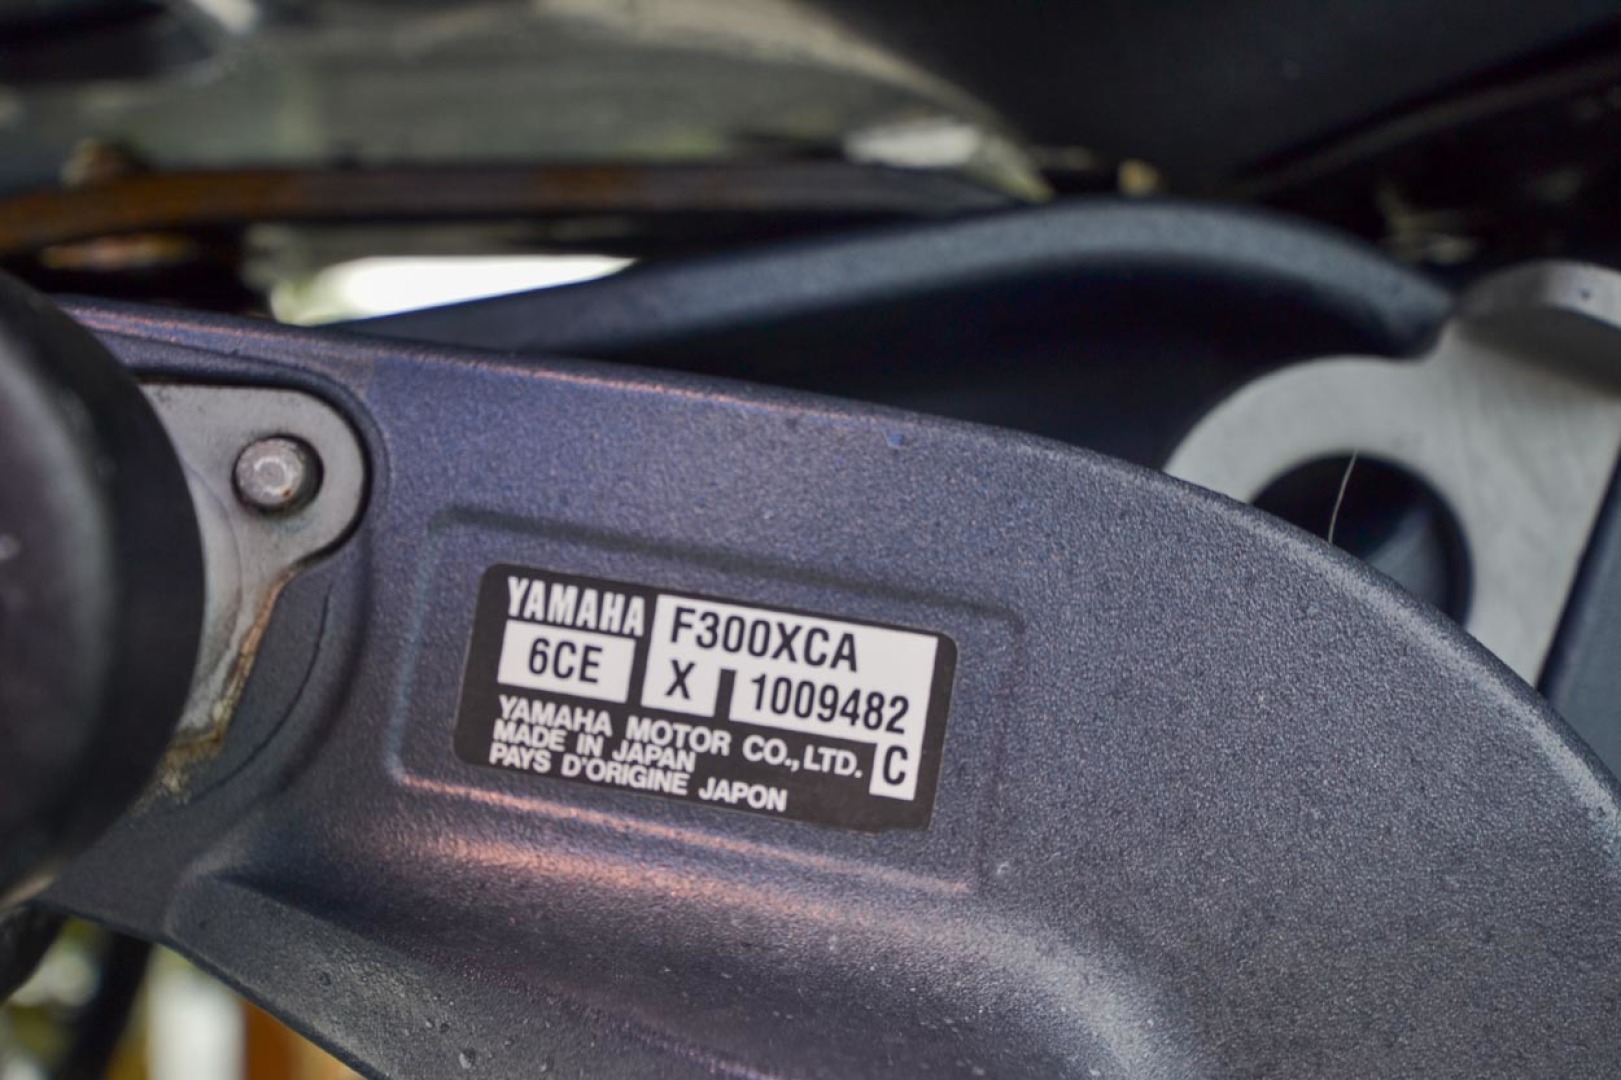 YAMAHA F300XCA
6CE X 1009482
YAMAHA MOTOR CO.,LTD. C
MADE IN JAPAN
PAYS D'ORIGINE JAPON